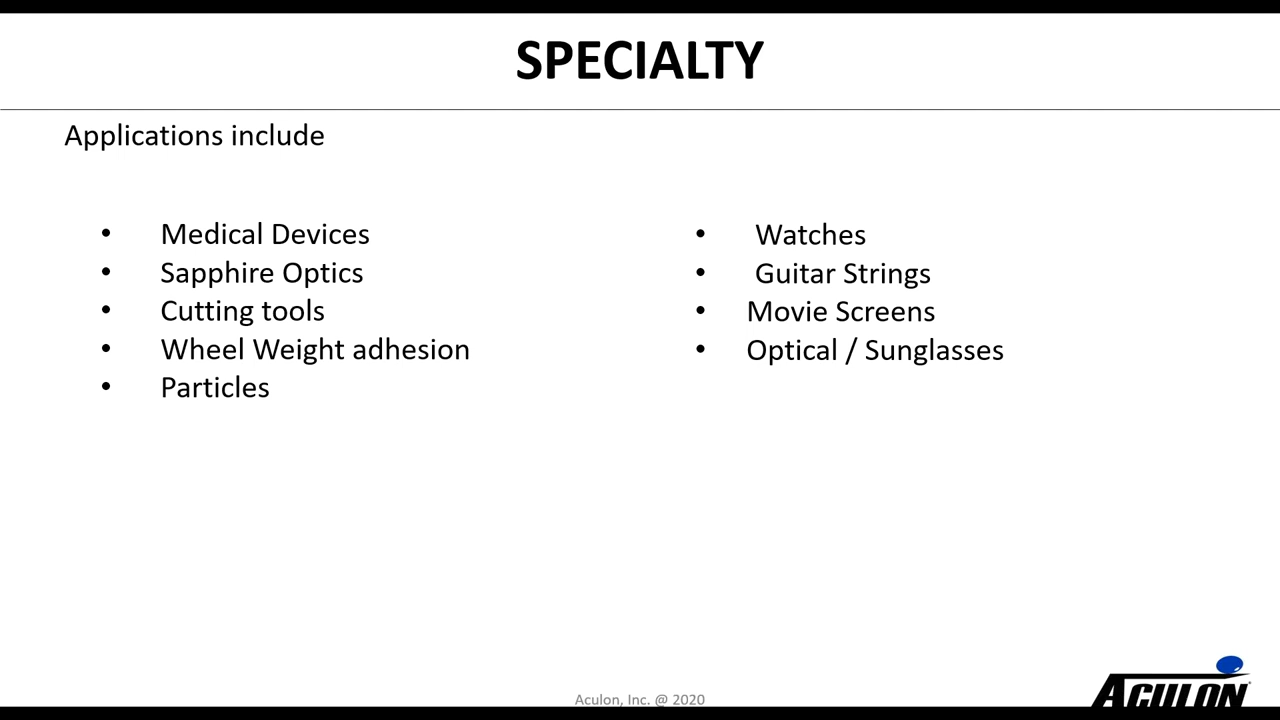 SPECIALTY
Applications include
• Medical Devices
• Sapphire Optics
• Cutting tools
• Wheel Weight adhesion
• Particles
• Watches
• Guitar Strings
• Movie Screens
• Optical / Sunglasses
Aculon, Inc. @ 2020
ACULON